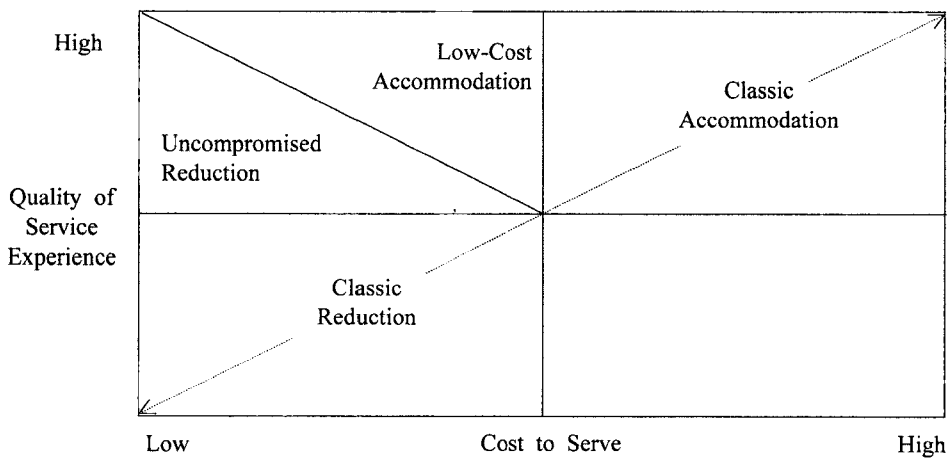 High
Low-Cost
Accommodation
Classic
Accommodation
Uncompromised
Reduction
Quality of
Service
Experience
Classic
Reduction
Low
Cost to Serve
High